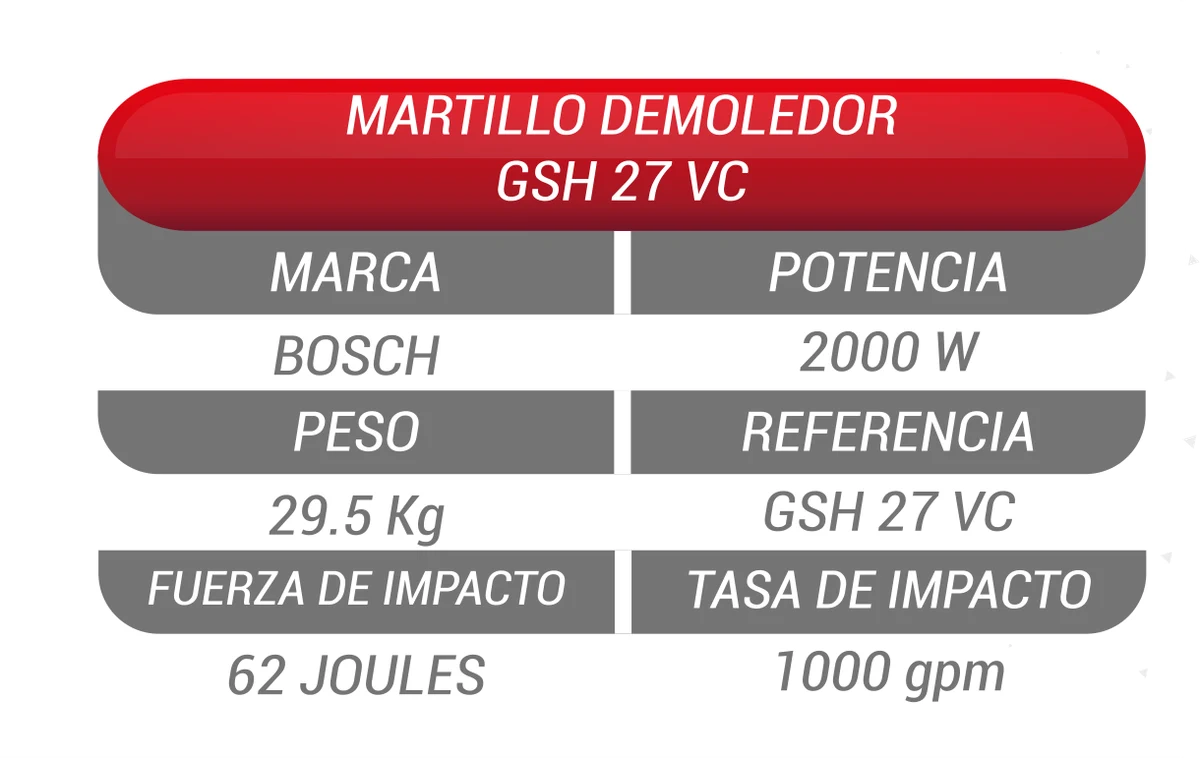 MARTILLO DEMOLEDOR
GSH 27 VC
MARCA
POTENCIA
BOSCH
2000 W
PESO
REFERENCIA
29.5 Kg
GSH 27 VC
FUERZA DE IMPACTO
TASA DE IMPACTO
62 JOULES
1000 gpm